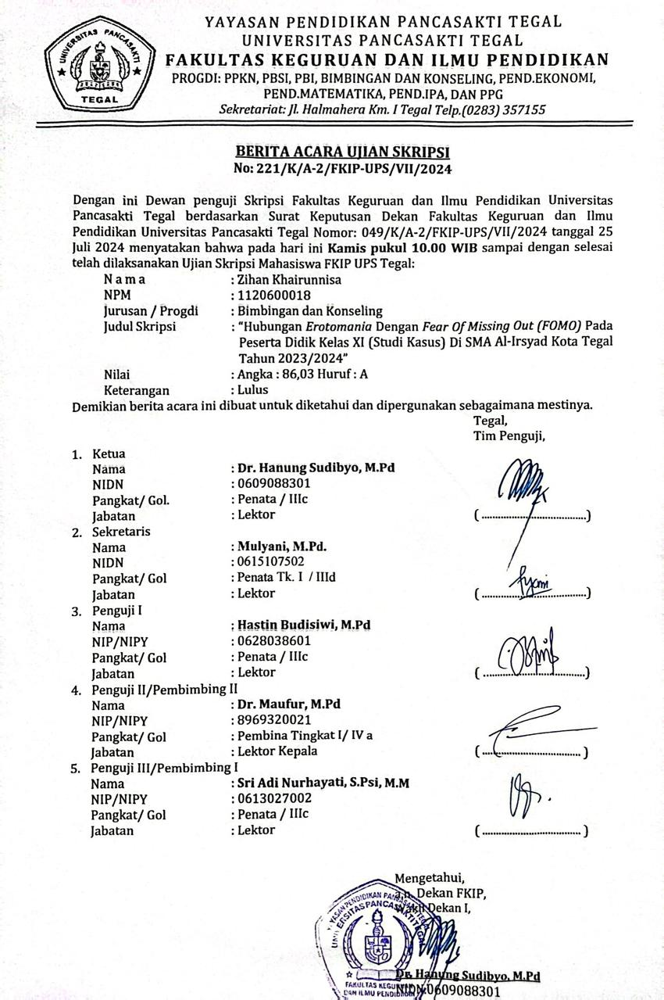 UNIVERSITAS PANCASAKTI
TEGAL
YAYASAN PENDIDIKAN PANCASAKTI TEGAL
UNIVERSITAS PANCASAKTI TEGAL
FAKULTAS KEGURUAN DAN ILMU PENDIDIKAN
PROGDI: PPKN, PBSI, PBI, BIMBINGAN DAN KONSELING, PEND.EKONOMI,
PEND.MATEMATIKA, PEND.IPA, DAN PPG
Sekretariat: Jl. Halmahera Km. I Tegal Telp.(0283) 357155
BERITA ACARA UJIAN SKRIPSI
No: 221/K/A-2/FKIP-UPS/VII/2024
Dengan ini Dewan penguji Skripsi Fakultas Keguruan dan Ilmu Pendidikan Universitas
Pancasakti Tegal berdasarkan Surat Keputusan Dekan Fakultas Keguruan dan Ilmu
Pendidikan Universitas Pancasakti Tegal Nomor: 049/K/A-2/FKIP-UPS/VII/2024 tanggal 25
Juli 2024 menyatakan bahwa pada hari ini Kamis pukul 10.00 WIB sampai dengan selesai
telah dilaksanakan Ujian Skripsi Mahasiswa FKIP UPS Tegal:
N a m a : Zihan Khairunnisa
NPM : 1120600018
Jurusan / Progdi : Bimbingan dan Konseling
Judul Skripsi : "Hubungan Erotomania Dengan Fear Of Missing Out (FOMO) Pada
Peserta Didik Kelas XI (Studi Kasus) Di SMA Al-Irsyad Kota Tegal
Tahun 2023/2024"
Nilai : Angka : 86,03 Huruf : A
Keterangan : Lulus
Demikian berita acara ini dibuat untuk diketahui dan dipergunakan sebagaimana mestinya.
Tegal,
Tim Penguji,
1. Ketua
Nama : Dr. Hanung Sudibyo, M.Pd
NIDN : 0609088301
Pangkat/ Gol. : Penata / IIIc
Jabatan : Lektor (........................................)
2. Sekretaris
Nama : Mulyani, M.Pd.
NIDN : 0615107502
Pangkat/ Gol : Penata Tk. I / IIId
Jabatan : Lektor (........................................)
3. Penguji I
Nama : Hastin Budisiwi, M.Pd
NIP/NIPY : 0628038601
Pangkat/ Gol : Penata / IIIc
Jabatan : Lektor (........................................)
4. Penguji II/Pembimbing II
Nama : Dr. Maufur, M.Pd
NIP/NIPY : 8969320021
Pangkat/ Gol : Pembina Tingkat I/ IV a
Jabatan : Lektor Kepala (...................................... )
5. Penguji III/Pembimbing I
Nama : Sri Adi Nurhayati, S.Psi, M.M
NIP/NIPY : 0613027002
Pangkat/ Gol : Penata / IIIc
Jabatan : Lektor (...................................... )
Mengetahui,
Dekan FKIP,
Dekan I,
YAYASAN PENDIDIKAN PANCASAKTI TEGAL
UNIVERSITAS PANCASAKTI TEGAL
Dr. Hanung Sudibyo, M.Pd
NIDN:0609088301